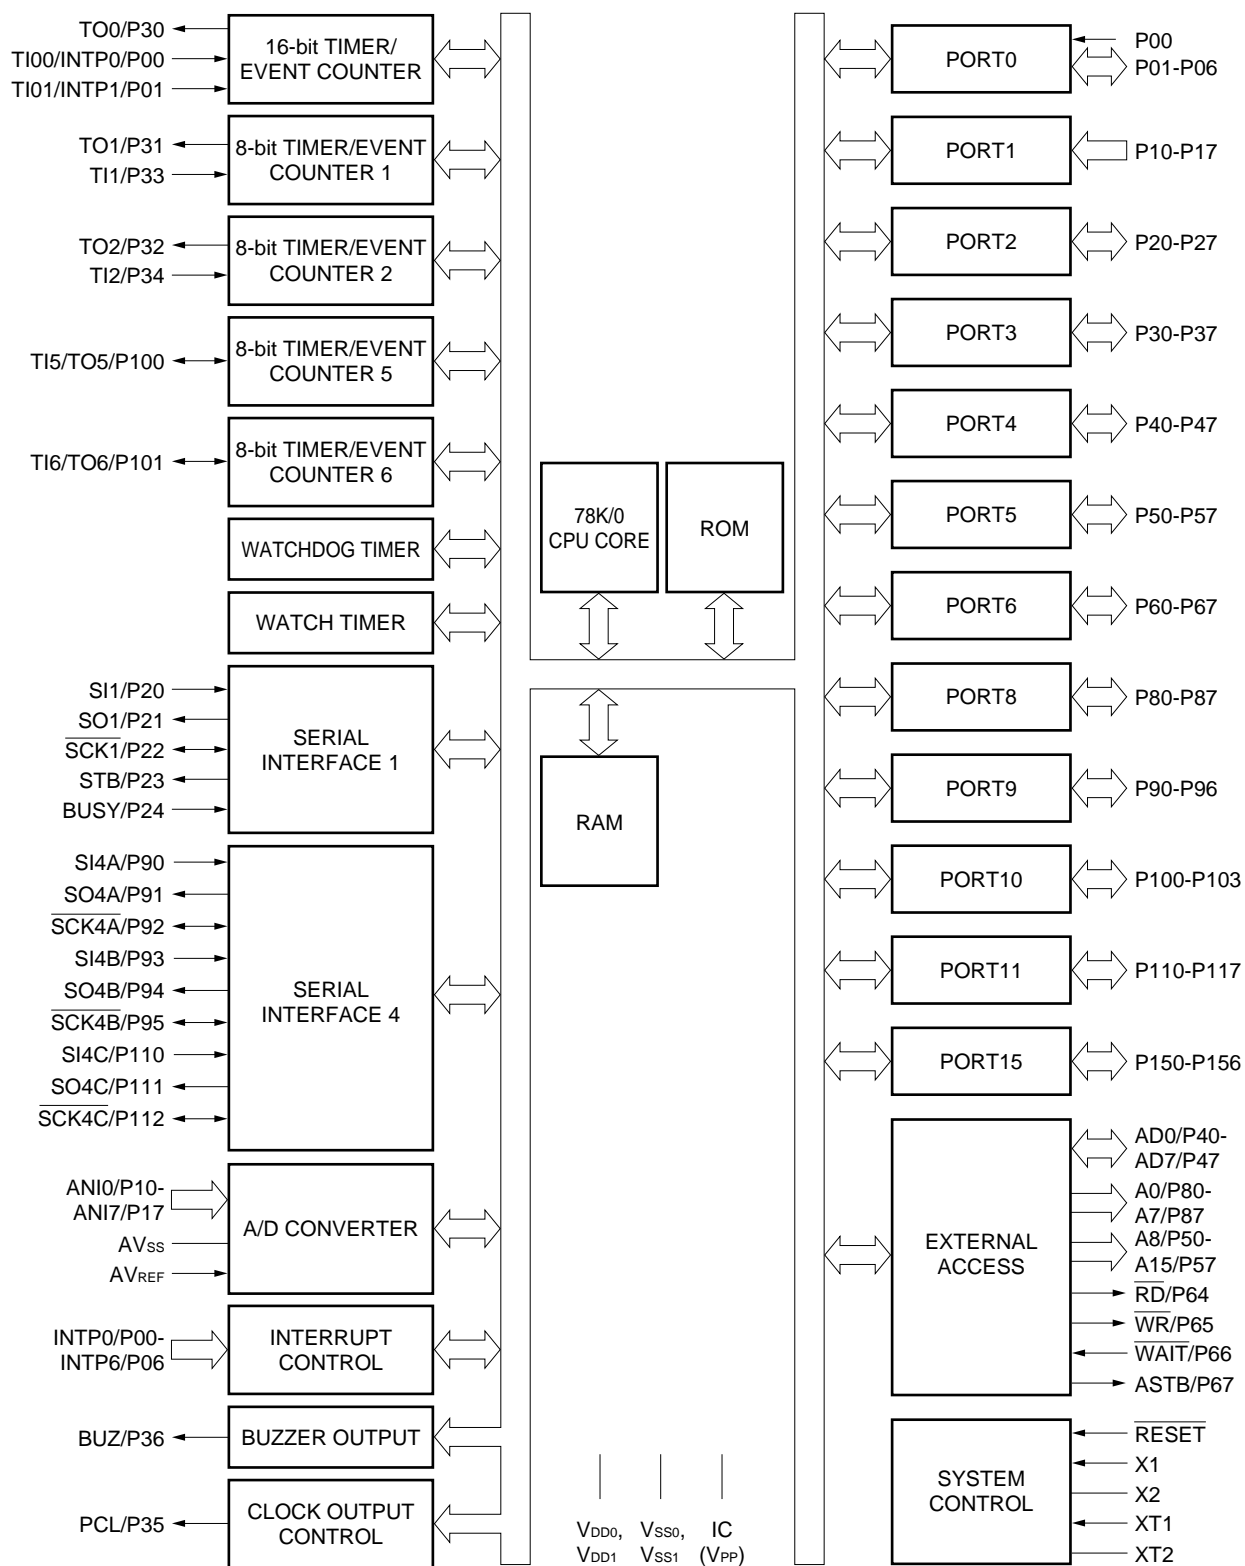 TO0/P30
TI00/INTP0/P00
TI01/INTP1/P01
16-bit TIMER/
EVENT COUNTER
TO1/P31
TI1/P33
8-bit TIMER/EVENT
COUNTER 1
TO2/P32
TI2/P34
8-bit TIMER/EVENT
COUNTER 2
TI5/TO5/P100
8-bit TIMER/EVENT
COUNTER 5
TI6/TO6/P101
8-bit TIMER/EVENT
COUNTER 6
WATCHDOG TIMER
WATCH TIMER
SI1/P20
SO1/P21
SCK1/P22
STB/P23
BUSY/P24
SERIAL
INTERFACE 1
SI4A/P90
SO4A/P91
SCK4A/P92
SI4B/P93
SO4B/P94
SCK4B/P95
SI4C/P110
SO4C/P111
SCK4C/P112
SERIAL
INTERFACE 4
ANI0/P10-
ANI7/P17
AVSS
AVREF
A/D CONVERTER
INTP0/P00-
INTP6/P06
INTERRUPT
CONTROL
BUZ/P36
BUZZER OUTPUT
PCL/P35
CLOCK OUTPUT
CONTROL
78K/0
CPU CORE
ROM
RAM
VDD0,
VDD1
VSS0,
VSS1
IC
(VPP)
PORT0
P00
P01-P06
PORT1
P10-P17
PORT2
P20-P27
PORT3
P30-P37
PORT4
P40-P47
PORT5
P50-P57
PORT6
P60-P67
PORT8
P80-P87
PORT9
P90-P96
PORT10
P100-P103
PORT11
P110-P117
PORT15
P150-P156
EXTERNAL
ACCESS
AD0/P40-
AD7/P47
A0/P80-
A7/P87
A8/P50-
A15/P57
RD/P64
WR/P65
WAIT/P66
ASTB/P67
SYSTEM
CONTROL
RESET
X1
X2
XT1
XT2